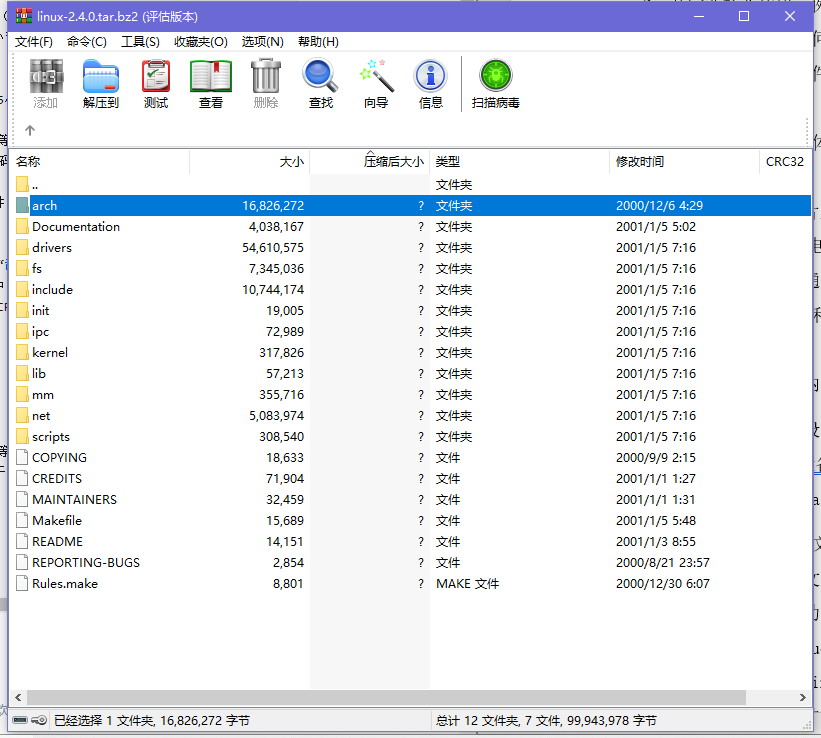 linux-2.4.0.tar.bz2 (评估版本)
文件(F) 命令(C) 工具(S) 收藏夹(O) 选项(N) 帮助(H)
添加 解压到 测试 查看 删除 查找 向导 信息 扫描病毒
名称 大小 压缩后大小 类型 修改时间 CRC32
.. 文件夹
arch 16,826,272 ? 文件夹 2000/12/6 4:29
Documentation 4,038,167 ? 文件夹 2001/1/5 5:02
drivers 54,610,575 ? 文件夹 2001/1/5 7:16
fs 7,345,036 ? 文件夹 2001/1/5 7:16
include 10,744,174 ? 文件夹 2001/1/5 7:16
init 19,005 ? 文件夹 2001/1/5 7:16
ipc 72,989 ? 文件夹 2001/1/5 7:16
kernel 317,826 ? 文件夹 2001/1/5 7:16
lib 57,213 ? 文件夹 2001/1/5 7:16
mm 355,716 ? 文件夹 2001/1/5 7:16
net 5,083,974 ? 文件夹 2001/1/5 7:16
scripts 308,540 ? 文件夹 2001/1/5 7:16
COPYING 18,633 ? 文件 2000/9/9 2:15
CREDITS 71,904 ? 文件 2001/1/1 1:27
MAINTAINERS 32,459 ? 文件 2001/1/1 1:31
Makefile 15,689 ? 文件 2001/1/5 5:48
README 14,151 ? 文件 2001/1/3 8:55
REPORTING-BUGS 2,854 ? 文件 2000/8/21 23:57
Rules.make 8,801 ? MAKE 文件 2000/12/30 6:07
已经选择 1 文件夹, 16,826,272 字节 总计 12 文件夹, 7 文件, 99,943,978 字节